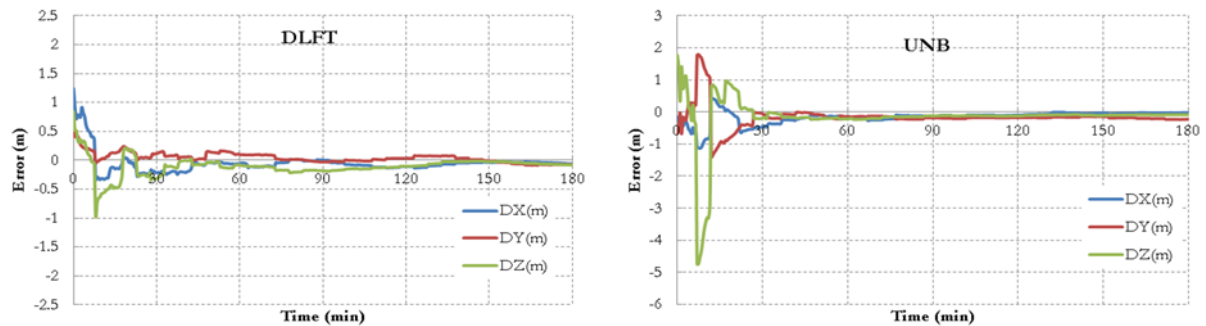 DLFT
2.5
2
1.5
1
0.5
0
-0.5
-1
-1.5
-2
-2.5
Error (m)
0 30 60 90 120 150 180
Time (min)
DX(m)
DY(m)
DZ(m)
UNB
3
2
1
0
-1
-2
-3
-4
-5
-6
Error (m)
0 30 60 90 120 150 180
Time (min)
DX(m)
DY(m)
DZ(m)